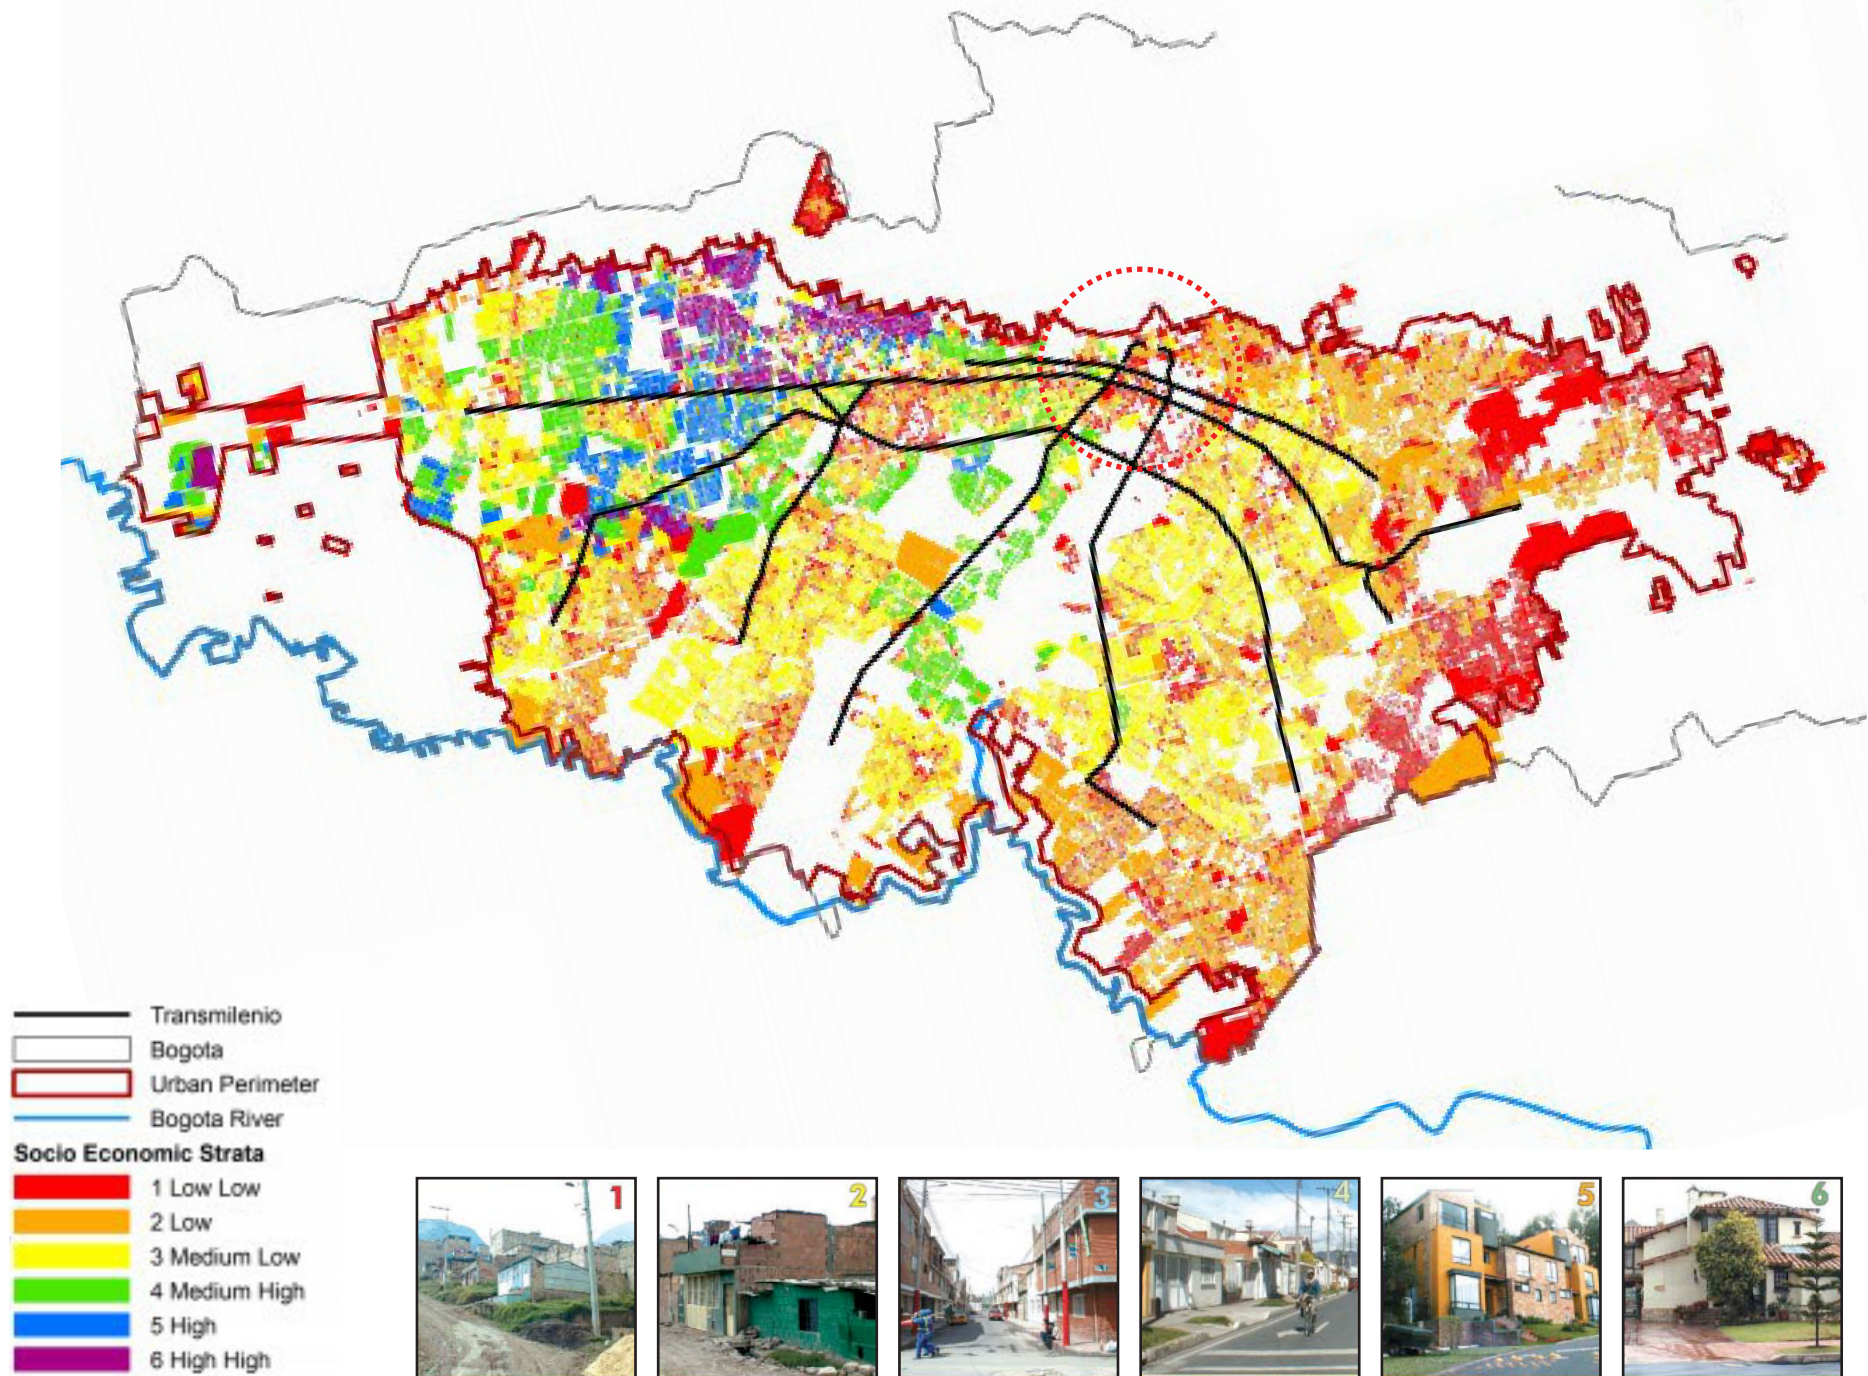 Transmilenio
Bogota
Urban Perimeter
Bogota River
Socio Economic Strata
1 Low Low
2 Low
3 Medium Low
4 Medium High
5 High
6 High High
1
2
3
4
5
6